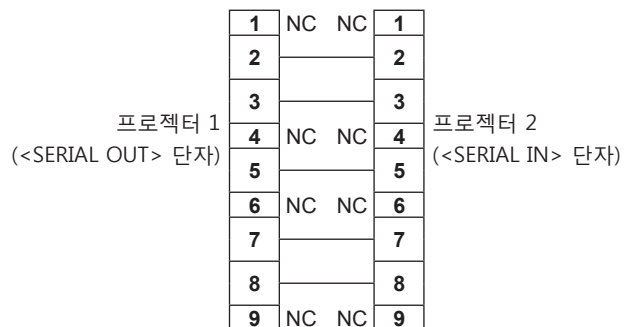 1 NC NC 1
2 2
3 3
프로젝터 1
(<SERIAL OUT> 단자)
4 NC NC 4
프로젝터 2
(<SERIAL IN> 단자)
5 5
6 NC NC 6
7 7
8 8
9 NC NC 9